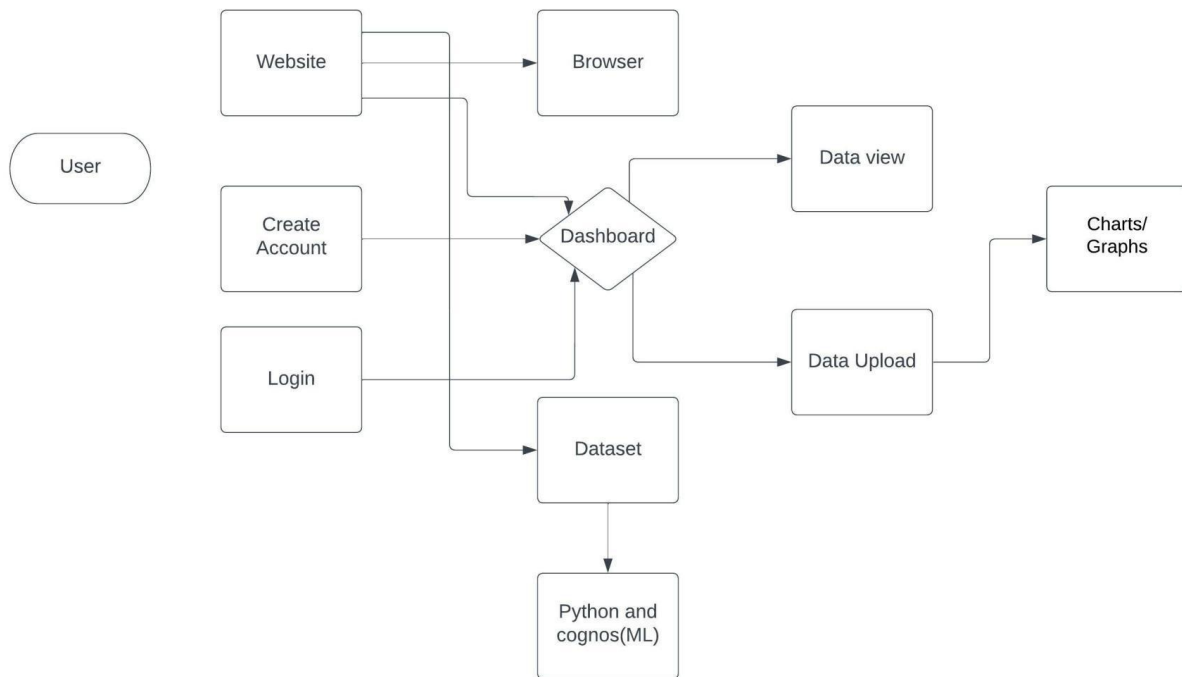 Website
Browser
User
Data view
Create
Account
Dashboard
Charts/
Graphs
Login
Data Upload
Dataset
Python and
cognos(ML)